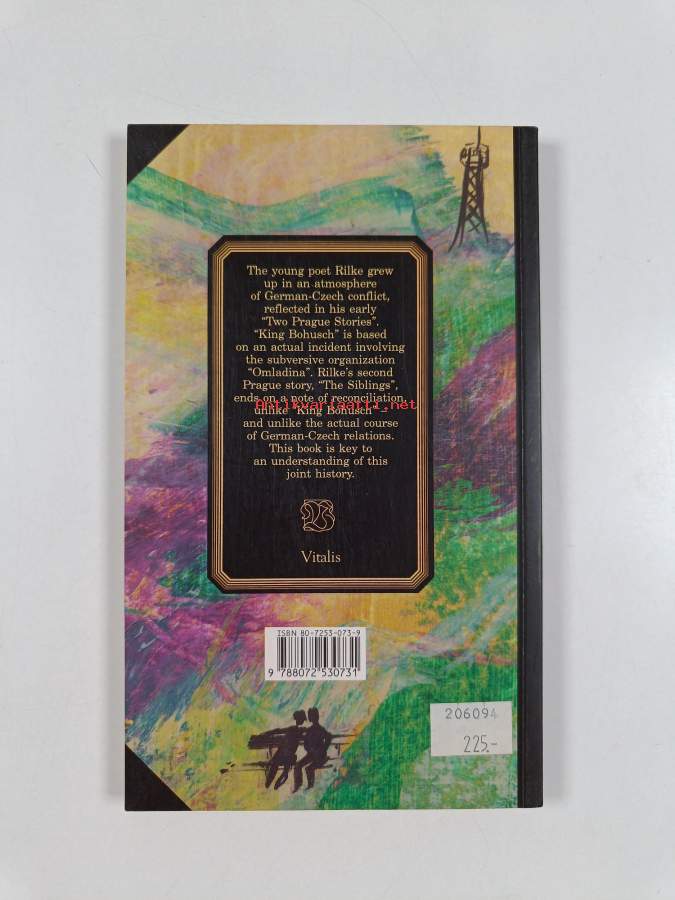 The young poet Rilke grew
up in an atmosphere
of German-Czech conflict,
reflected in his early
“Two Prague Stories”.
“King Bohusch” is based
on an actual incident involving
the subversive organization
“Omladina”. Rilke’s second
Prague story, “The Siblings”,
ends on a note of reconciliation,
Antikvariaatti.net
unlike “King Bohusch” –
and unlike the actual course
of German-Czech relations.
This book is key to
an understanding of this
joint history.
Vitalis
ISBN 80-7253-073-9
9 788072 530731
206094
225.-